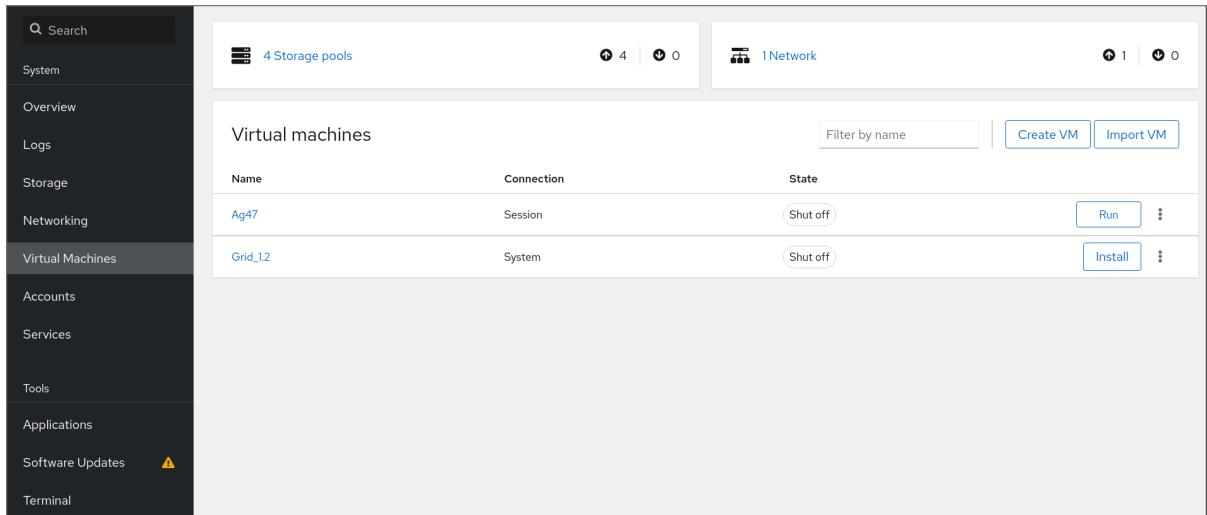 Search
System
Overview
Logs
Storage
Networking
Virtual Machines
Accounts
Services
Tools
Applications
Software Updates
Terminal
4 Storage pools 4 0
1 Network 1 0
Virtual machines Filter by name Create VM Import VM
Name Connection State
Ag47 Session Shut off Run
Grid_1.2 System Shut off Install